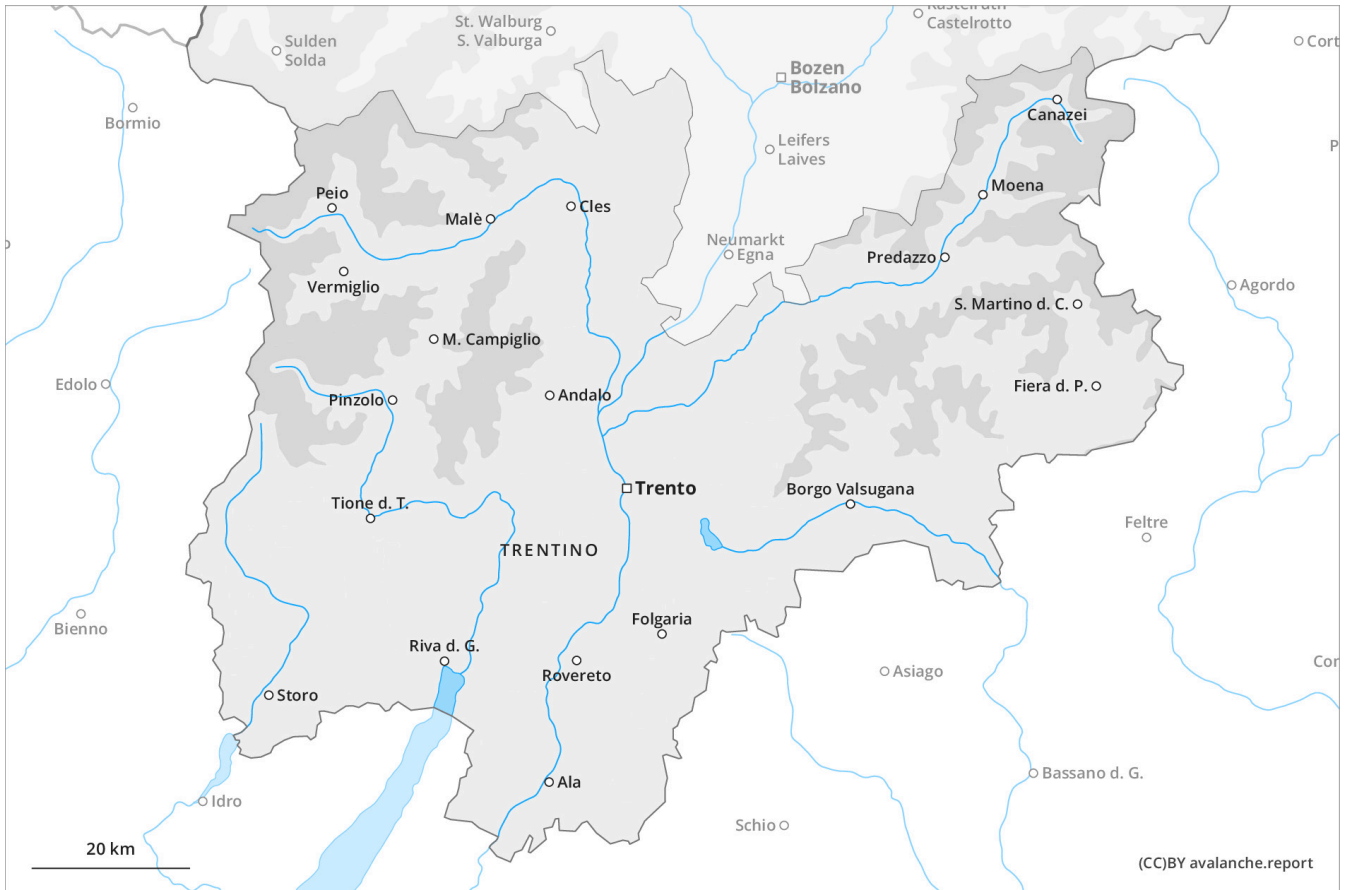 Kastelruth
Castelrotto
St. Walburg
S. Valburga
Sulden
Solda
Cort
Bozen
Bolzano
Bormio
Canazei
Leifers
Laives
P
Moena
Peio
Malè
Cles
Neumarkt
Egna
Predazzo
Vermiglio
Agordo
S. Martino d. C.
M. Campiglio
Edolo
Fiera d. P.
Andalo
Pinzolo
Trento
Borgo Valsugana
Tione d. T.
Feltre
TRENTINO
Folgaria
Bienno
Riva d. G.
Rovereto
Asiago
Cor
Storo
Bassano d. G.
Ala
Idro
Schio
20 km
(CC)BY avalanche.report